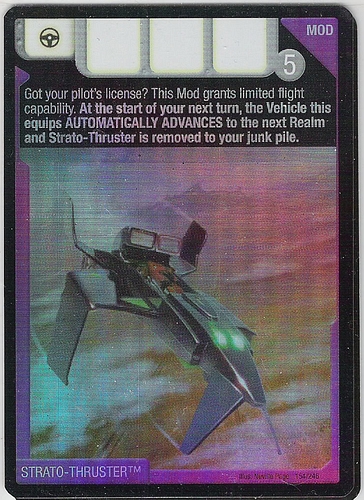 MOD
5
Got your pilot's license? This Mod grants limited flight
capability. At the start of your next turn, the Vehicle this
equips AUTOMATICALLY ADVANCES to the next Realm
and Strato-Thruster is removed to your junk pile.
STRATO-THRUSTER™